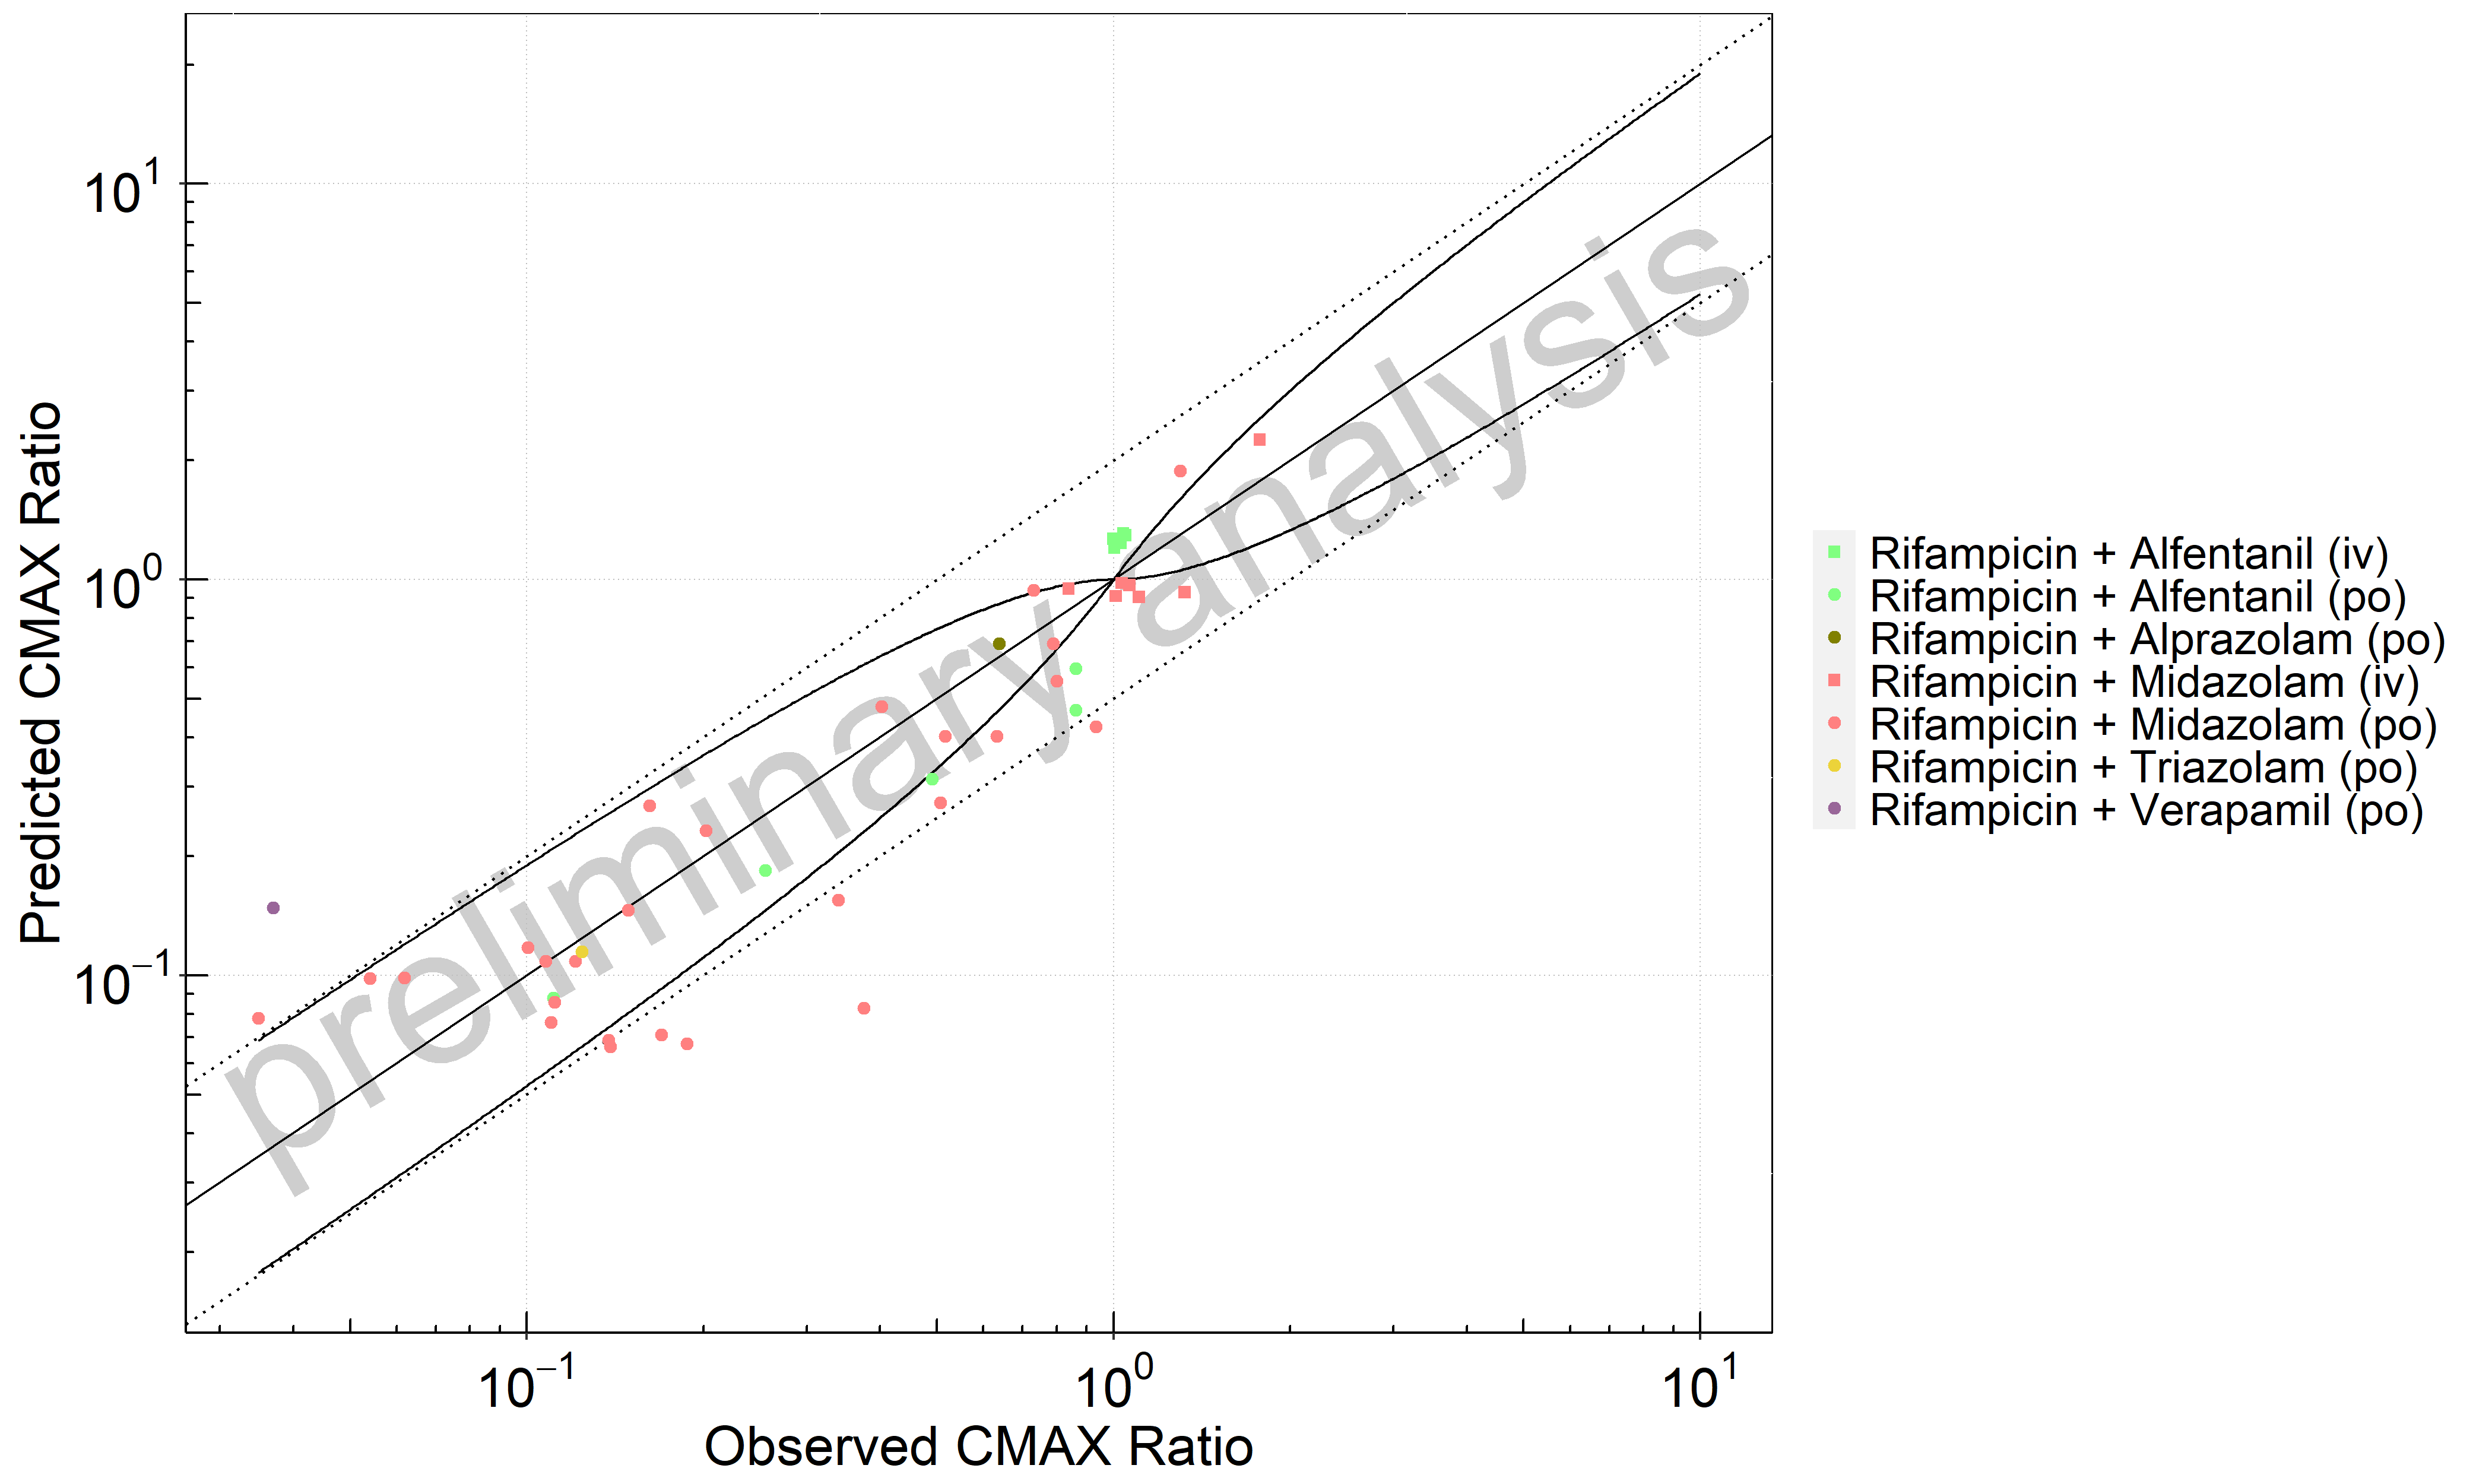 10^1
10^0
10^−1
Predicted CMAX Ratio
preliminary analysis
10^−1
10^0
10^1
Observed CMAX Ratio
Rifampicin + Alfentanil (iv)
Rifampicin + Alfentanil (po)
Rifampicin + Alprazolam (po)
Rifampicin + Midazolam (iv)
Rifampicin + Midazolam (po)
Rifampicin + Triazolam (po)
Rifampicin + Verapamil (po)